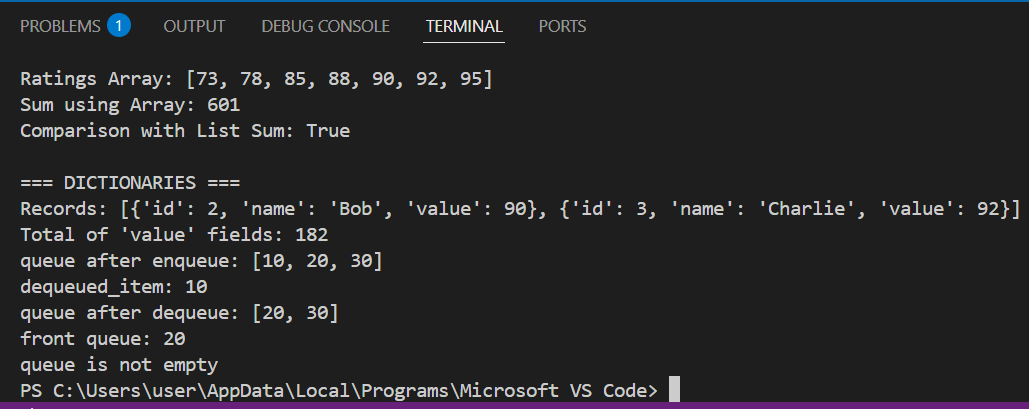 PROBLEMS 1 OUTPUT DEBUG CONSOLE TERMINAL PORTS
Ratings Array: [73, 78, 85, 88, 90, 92, 95]
Sum using Array: 601
Comparison with List Sum: True
=== DICTIONARIES ===
Records: [{'id': 2, 'name': 'Bob', 'value': 90}, {'id': 3, 'name': 'Charlie', 'value': 92}]
Total of 'value' fields: 182
queue after enqueue: [10, 20, 30]
dequeued_item: 10
queue after dequeue: [20, 30]
front queue: 20
queue is not empty
PS C:\Users\user\AppData\Local\Programs\Microsoft VS Code>